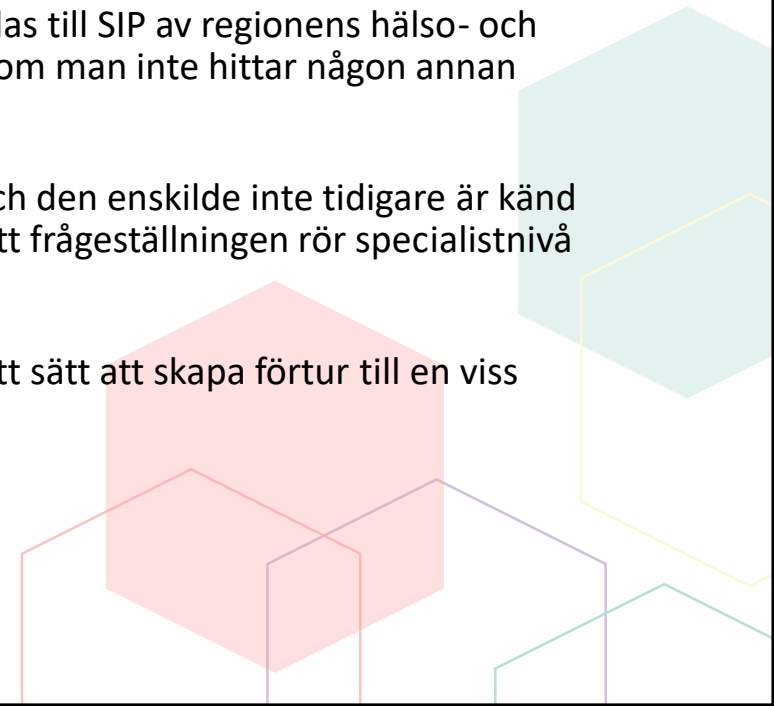 las till SIP av regionens hälso- och
om man inte hittar någon annan
ch den enskilde inte tidigare är känd
tt frågeställningen rör specialistnivå
tt sätt att skapa förtur till en viss